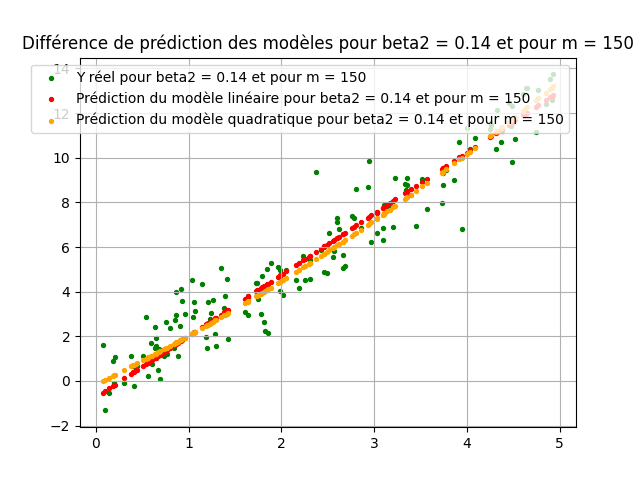 Différence de prédiction des modèles pour beta2 = 0.14 et pour m = 150
14
Y réel pour beta2 = 0.14 et pour m = 150
Prédiction du modèle linéaire pour beta2 = 0.14 et pour m = 150
12
Prédiction du modèle quadratique pour beta2 = 0.14 et pour m = 150
10
8
6
4
2
0
−2
0 1 2 3 4 5